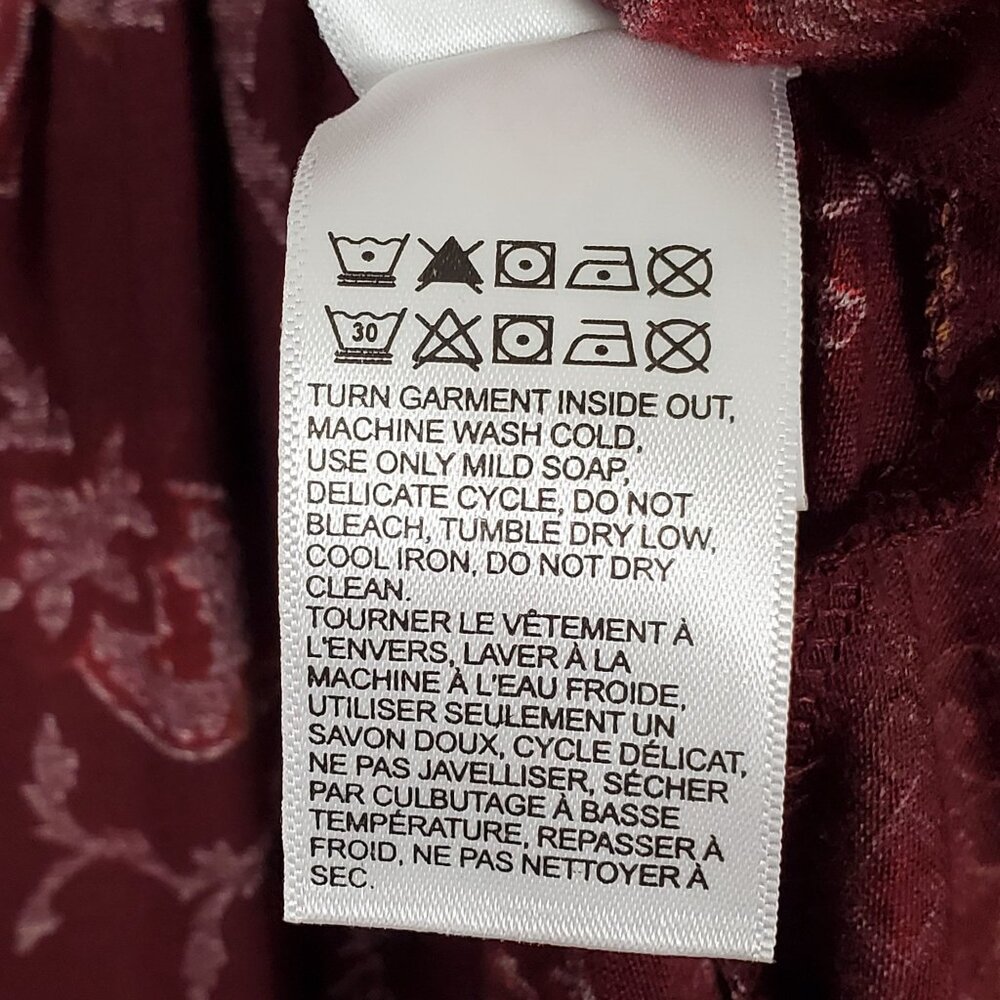 30
TURN GARMENT INSIDE OUT,
MACHINE WASH COLD,
USE ONLY MILD SOAP,
DELICATE CYCLE, DO NOT
BLEACH, TUMBLE DRY LOW,
COOL IRON, DO NOT DRY
CLEAN.
TOURNER LE VÊTEMENT À
L'ENVERS, LAVER À LA
MACHINE À L'EAU FROIDE,
UTILISER SEULEMENT UN
SAVON DOUX, CYCLE DÉLICAT,
NE PAS JAVELLISER, SÉCHER
PAR CULBUTAGE À BASSE
TEMPÉRATURE, REPASSER À
FROID, NE PAS NETTOYER À
SEC.